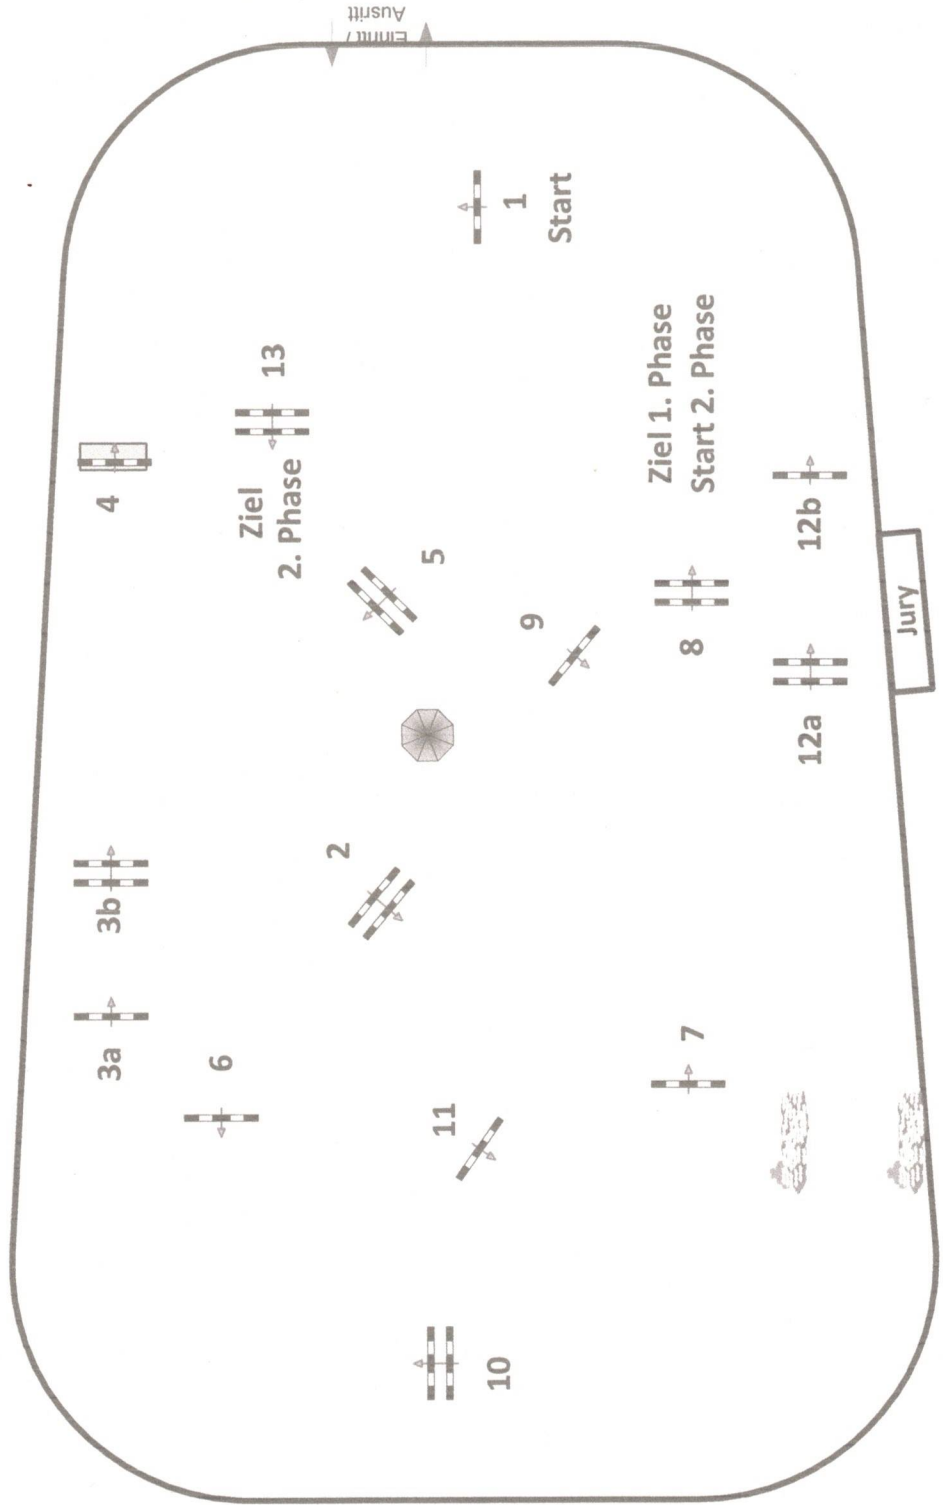 Einritt /
Ausritt
1
Start
13
4
Ziel
2. Phase
5
Ziel 1. Phase
Start 2. Phase
9
8
12b
Jury
12a
2
3b
3a
6
7
11
10